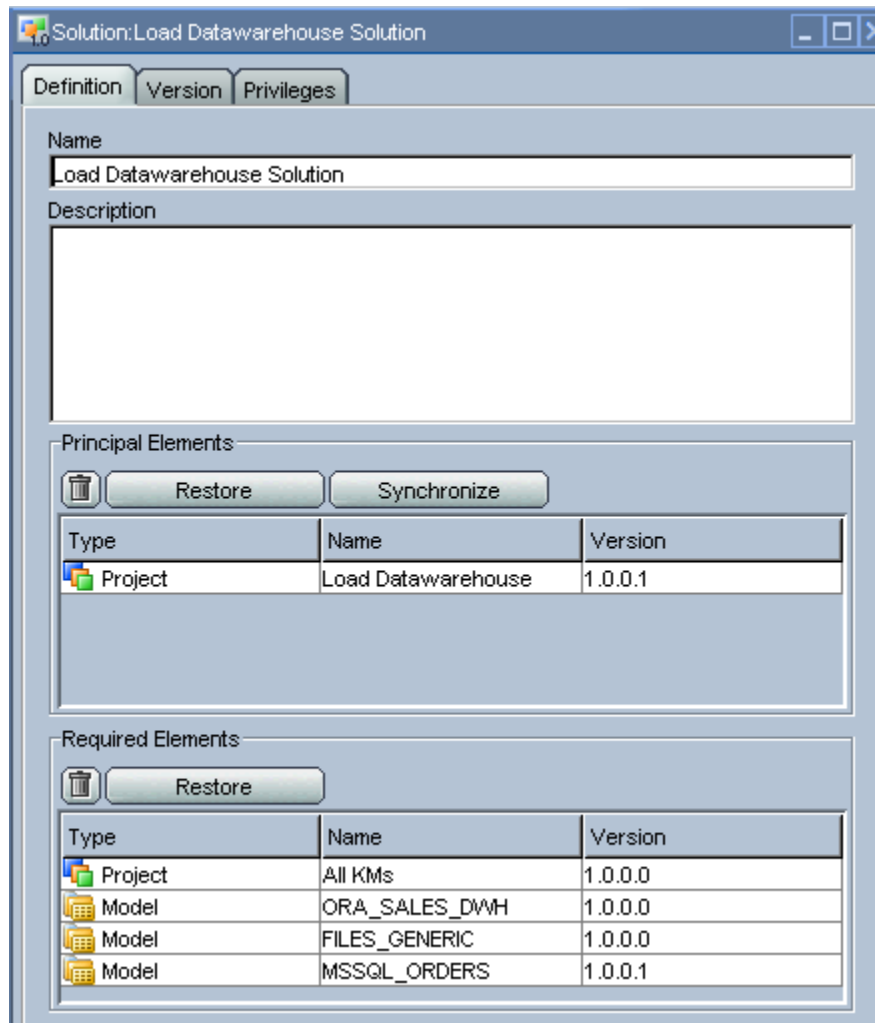 1.0 Solution:Load Datawarehouse Solution
Definition Version Privileges
Name
Load Datawarehouse Solution
Description
Principal Elements
Restore Synchronize
Type Name Version
Project Load Datawarehouse 1.0.0.1
Required Elements
Restore
Type Name Version
Project All KMs 1.0.0.0
Model ORA_SALES_DWH 1.0.0.0
Model FILES_GENERIC 1.0.0.0
Model MSSQL_ORDERS 1.0.0.1